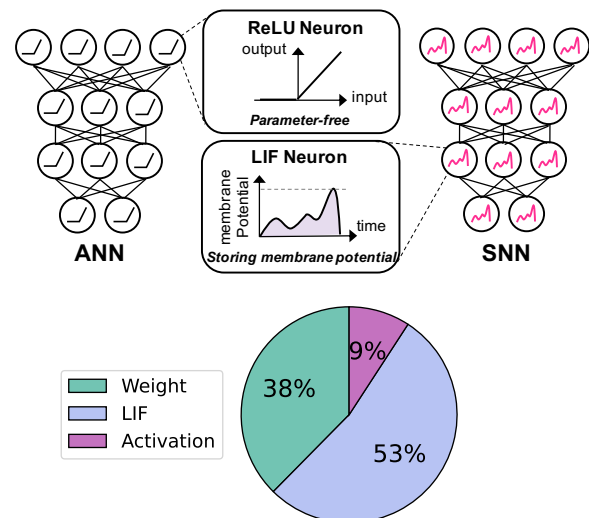 ReLU Neuron
output
input
Parameter-free
LIF Neuron
membrane
Potential
time
Storing membrane potential
ANN
SNN
Weight
LIF
Activation
9%
38%
53%